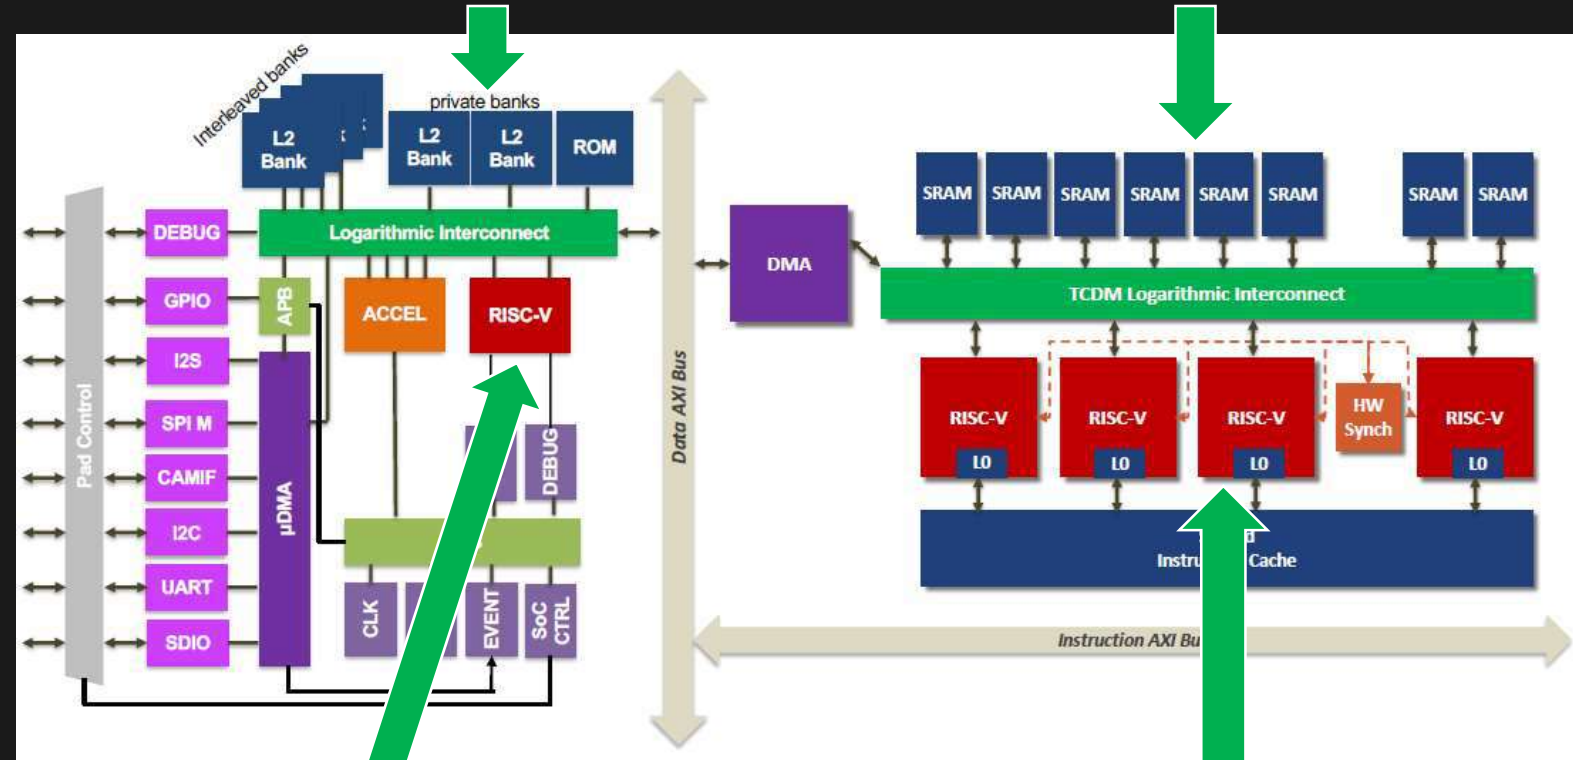 Interleaved banks
private banks
L2
Bank
L2
Bank
L2
Bank
ROM
SRAM
SRAM
SRAM
SRAM
SRAM
SRAM
SRAM
SRAM
DEBUG
Logarithmic Interconnect
DMA
TCDM Logarithmic Interconnect
GPIO
APB
ACCEL
RISC-V
I2S
SPI M
CAMIF
I2C
UART
SDIO
Pad Control
µDMA
DEBUG
CLK
EVENT
SoC
CTRL
Data AXI Bus
RISC-V
L0
RISC-V
L0
RISC-V
L0
HW
Synch
RISC-V
L0
Cache
Instruction AXI